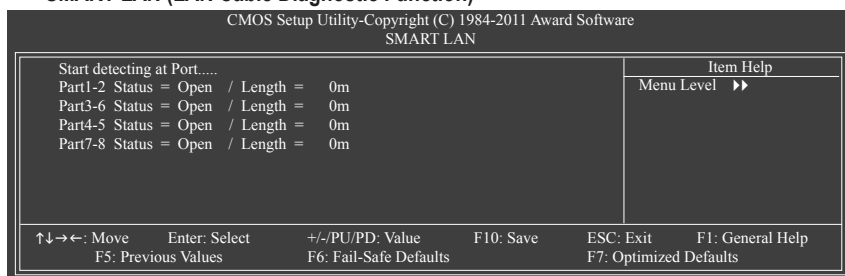 SMART LAN (LAN Cable Diagnostic Function)
CMOS Setup Utility-Copyright (C) 1984-2011 Award Software
SMART LAN
Start detecting at Port.....
Part1-2 Status = Open / Length = 0m
Part3-6 Status = Open / Length = 0m
Part4-5 Status = Open / Length = 0m
Part7-8 Status = Open / Length = 0m
Item Help
Menu Level ▶▶
↑↓→←: Move Enter: Select +/-/PU/PD: Value F10: Save ESC: Exit F1: General Help
F5: Previous Values F6: Fail-Safe Defaults F7: Optimized Defaults